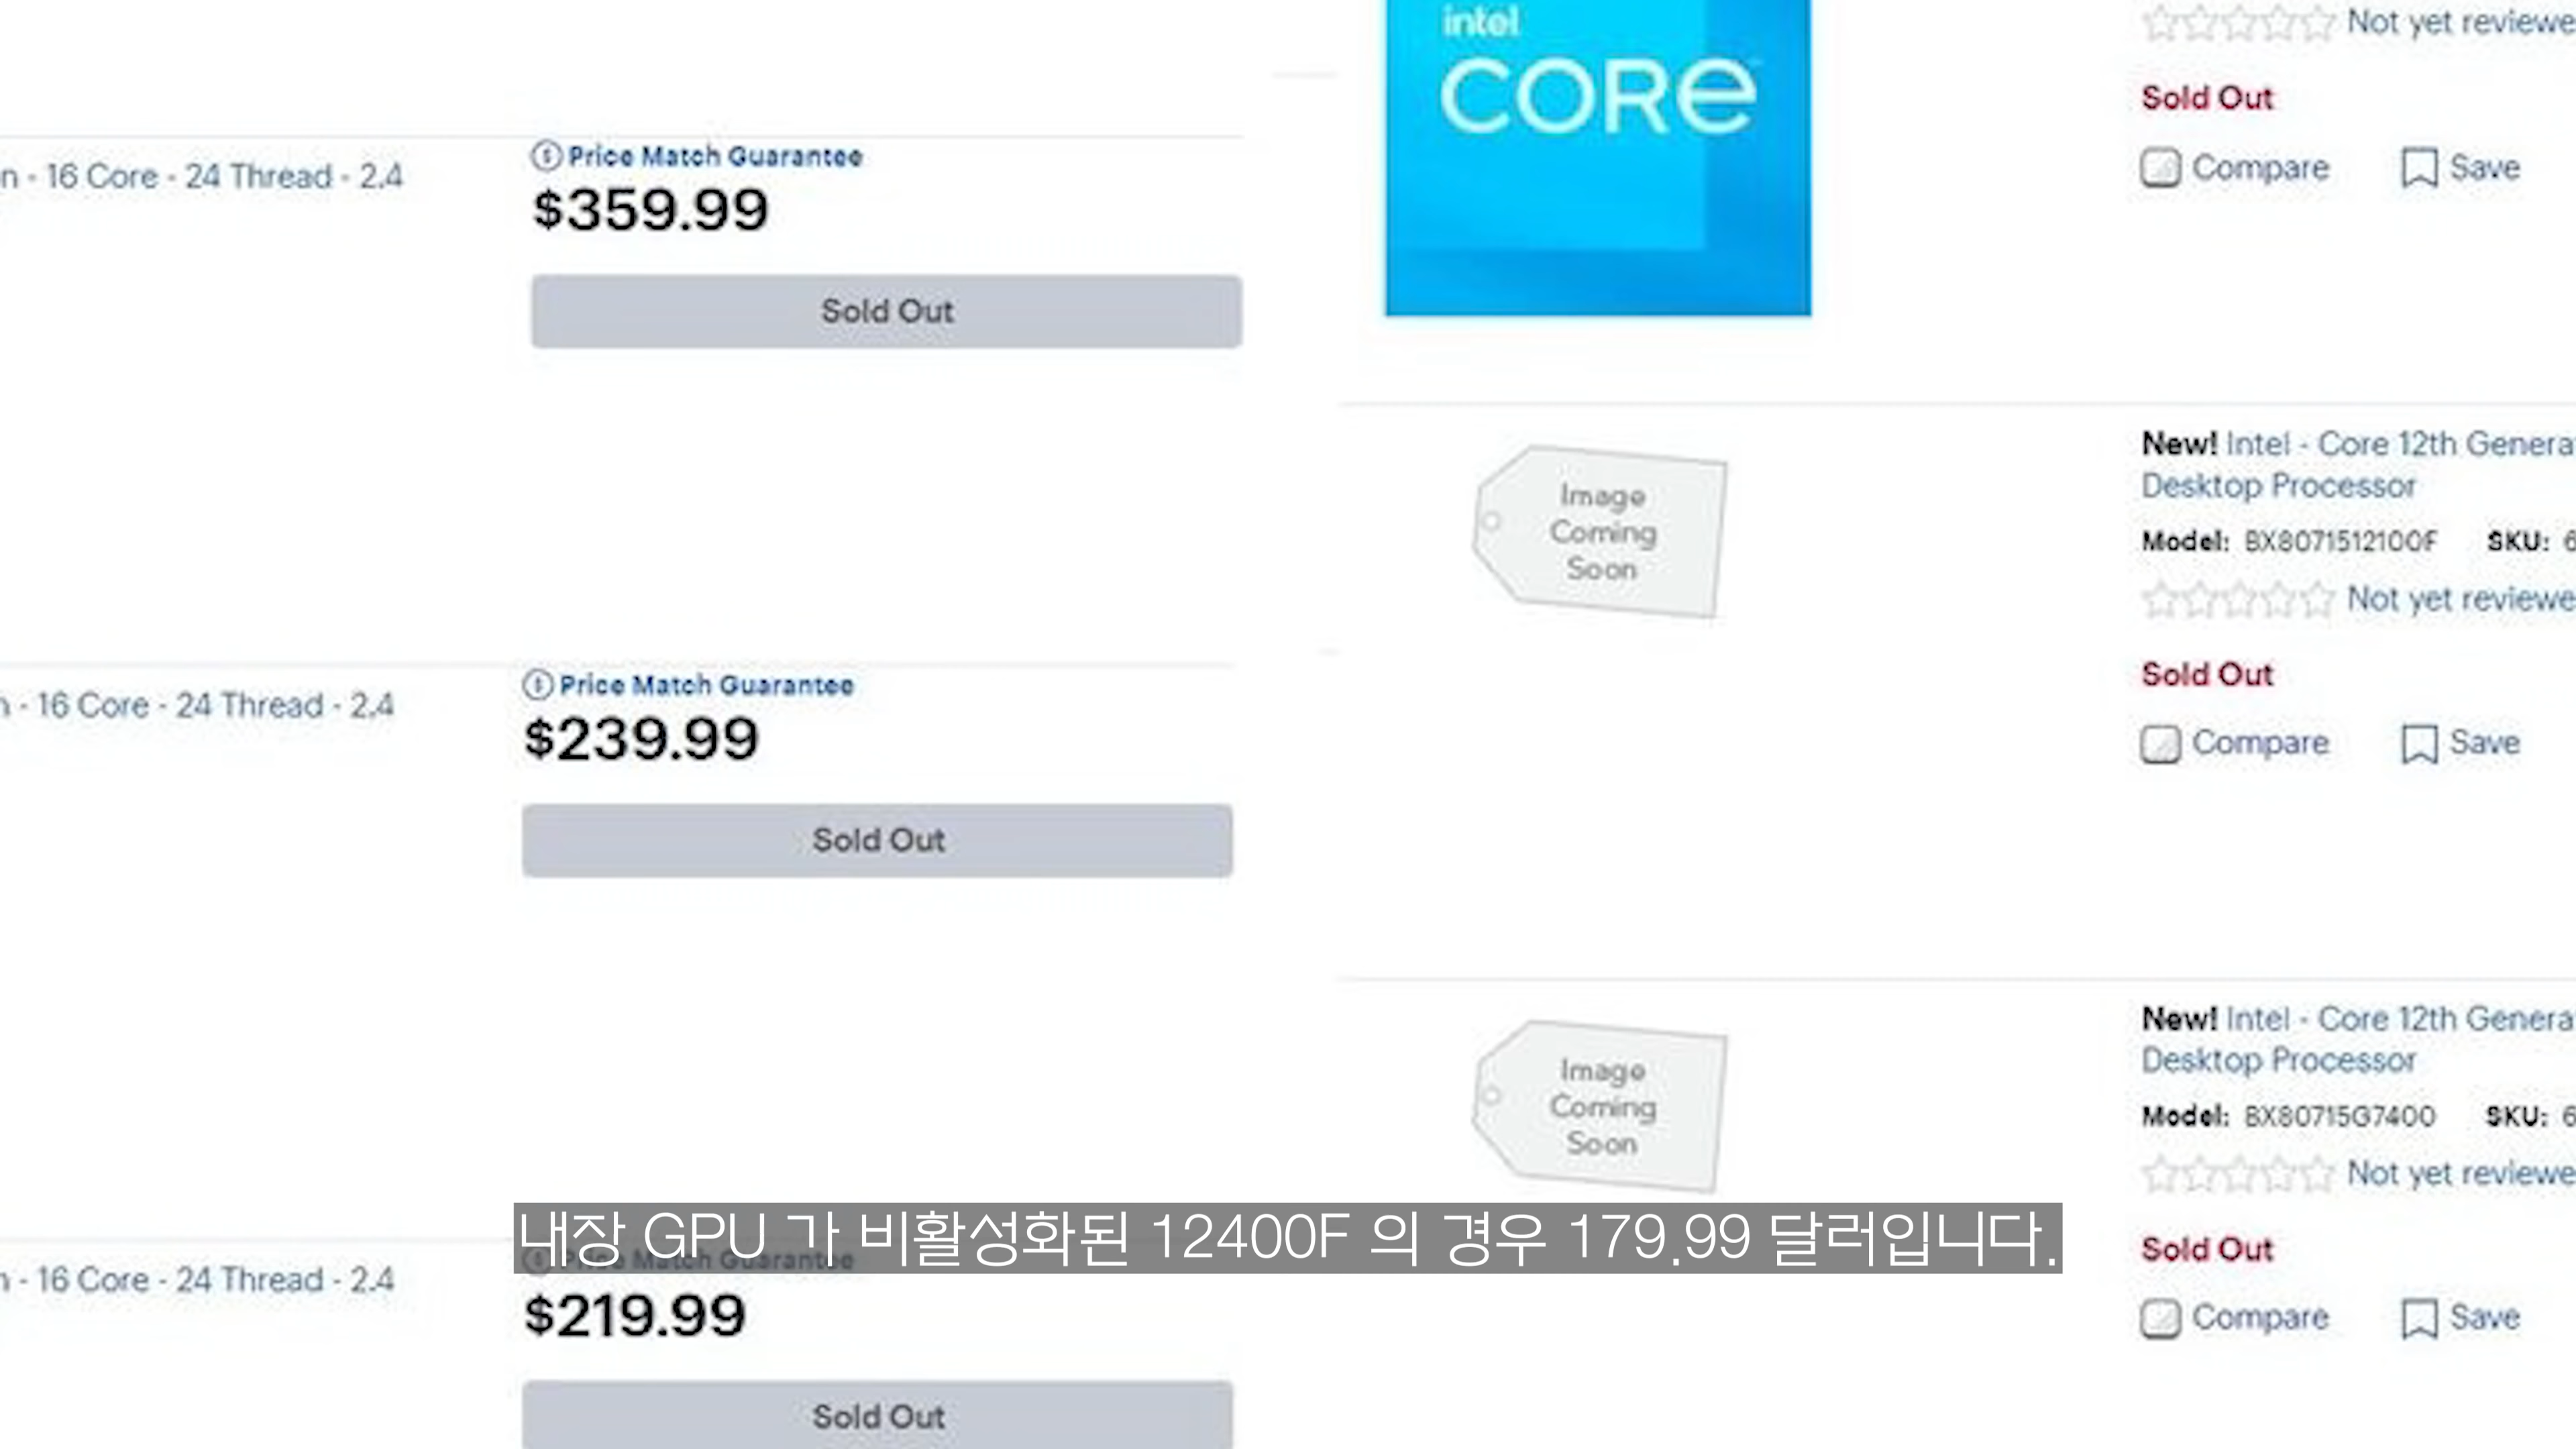 n - 16 Core - 24 Thread - 2.4
Price Match Guarantee
$359.99
Sold Out
- 16 Core - 24 Thread - 2.4
Price Match Guarantee
$239.99
Sold Out
- 16 Core - 24 Thread - 2.4
Price Match Guarantee
$219.99
Sold Out
intel
CORE
Not yet reviewe
Sold Out
Compare
Save
Image
Coming
Soon
New! Intel - Core 12th Genera
Desktop Processor
Model: BX8071512100F SKU: 6
Not yet reviewe
Sold Out
Compare
Save
Image
Coming
Soon
New! Intel - Core 12th Genera
Desktop Processor
Model: BX80715G7400 SKU: 6
Not yet reviewe
Sold Out
Compare
Save
내장 GPU 가 비활성화된 12400F 의 경우 179.99 달러입니다.